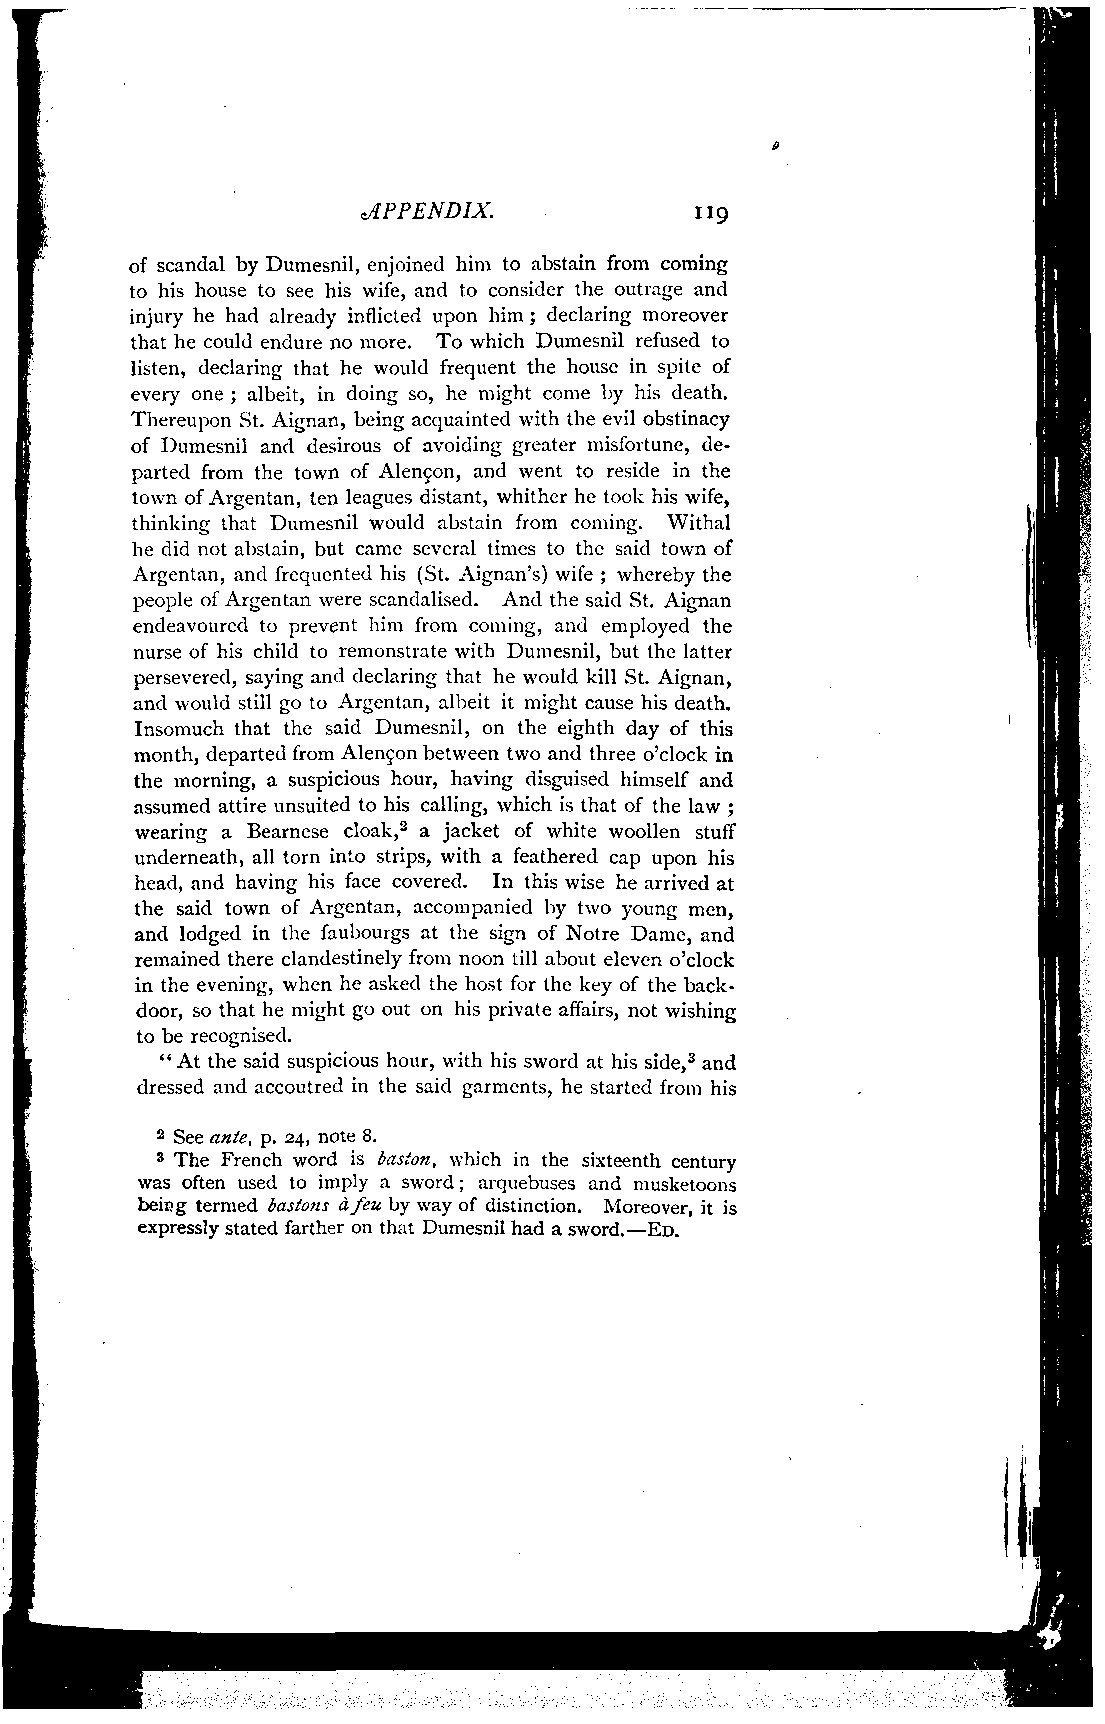 APPENDIX. 119
of scandal by Dumesnil, enjoined him to abstain from coming
to his house to see his wife, and to consider the outrage and
injury he had already inflicted upon him ; declaring moreover
that he could endure no more. To which Dumesnil refused to
listen, declaring that he would frequent the house in spite of
every one ; albeit, in doing so, he might come by his death.
Thereupon St. Aignan, being acquainted with the evil obstinacy
of Dumesnil and desirous of avoiding greater misfortune, de-
parted from the town of Alençon, and went to reside in the
town of Argentan, ten leagues distant, whither he took his wife,
thinking that Dumesnil would abstain from coming. Withal
he did not abstain, but came several times to the said town of
Argentan, and frequented his (St. Aignan's) wife ; whereby the
people of Argentan were scandalised. And the said St. Aignan
endeavoured to prevent him from coming, and employed the
nurse of his child to remonstrate with Dumesnil, but the latter
persevered, saying and declaring that he would kill St. Aignan,
and would still go to Argentan, albeit it might cause his death.
Insomuch that the said Dumesnil, on the eighth day of this
month, departed from Alençon between two and three o'clock in
the morning, a suspicious hour, having disguised himself and
assumed attire unsuited to his calling, which is that of the law ;
wearing a Bearnese cloak,² a jacket of white woollen stuff
underneath, all torn into strips, with a feathered cap upon his
head, and having his face covered. In this wise he arrived at
the said town of Argentan, accompanied by two young men,
and lodged in the faubourgs at the sign of Notre Dame, and
remained there clandestinely from noon till about eleven o'clock
in the evening, when he asked the host for the key of the back-
door, so that he might go out on his private affairs, not wishing
to be recognised.
“ At the said suspicious hour, with his sword at his side,³ and
dressed and accoutred in the said garments, he started from his
² See ante, p. 24, note 8.
³ The French word is baston, which in the sixteenth century
was often used to imply a sword ; arquebuses and musketoons
being termed bastons à feu by way of distinction. Moreover, it is
expressly stated farther on that Dumesnil had a sword.—ED.